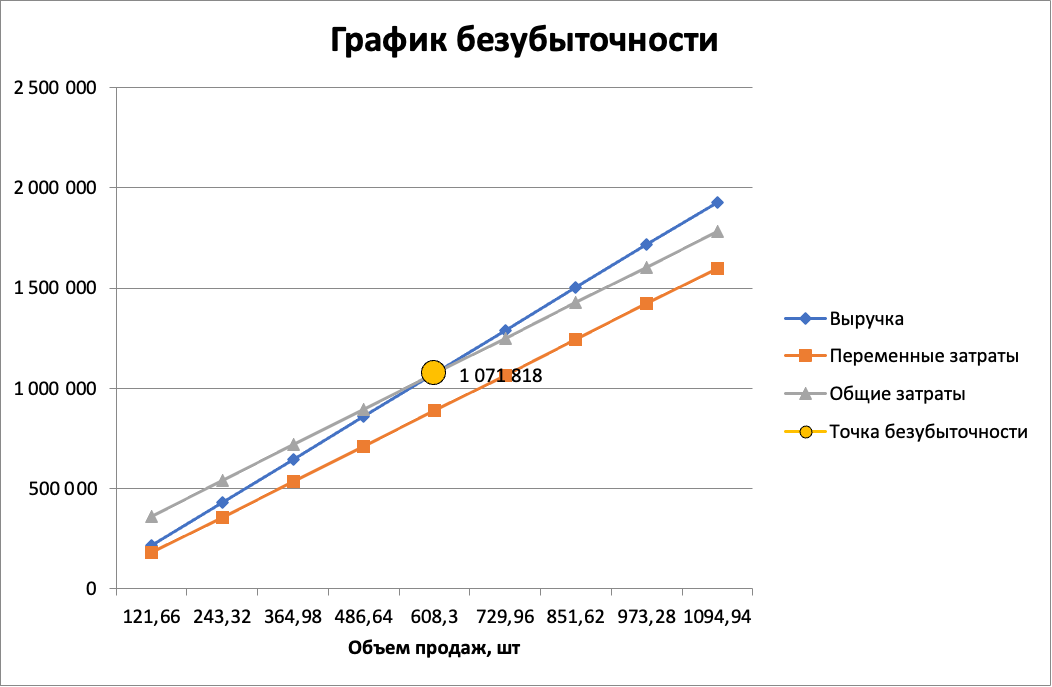 График безубыточности
2 500 000
2 000 000
1 500 000
1 000 000
500 000
0
1 071 818
121,66 243,32 364,98 486,64 608,3 729,96 851,62 973,28 1094,94
Объем продаж, шт
Выручка
Переменные затраты
Общие затраты
Точка безубыточности